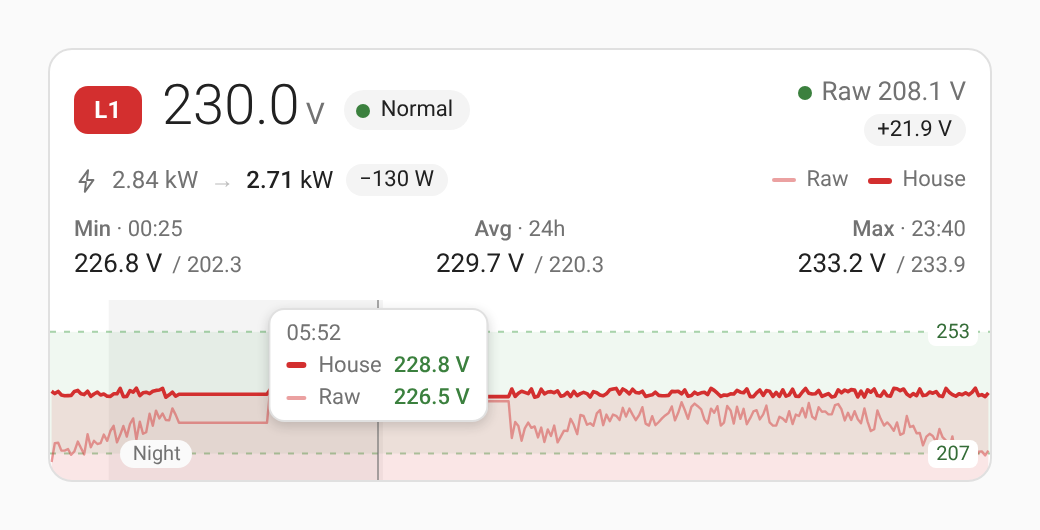 L1 230.0 V Normal
Raw 208.1 V
+21.9 V
2.84 kW → 2.71 kW −130 W
Raw House
Min · 00:25 Avg · 24h Max · 23:40
226.8 V / 202.3 229.7 V / 220.3 233.2 V / 233.9
253
05:52
House 228.8 V
Raw 226.5 V
Night
207